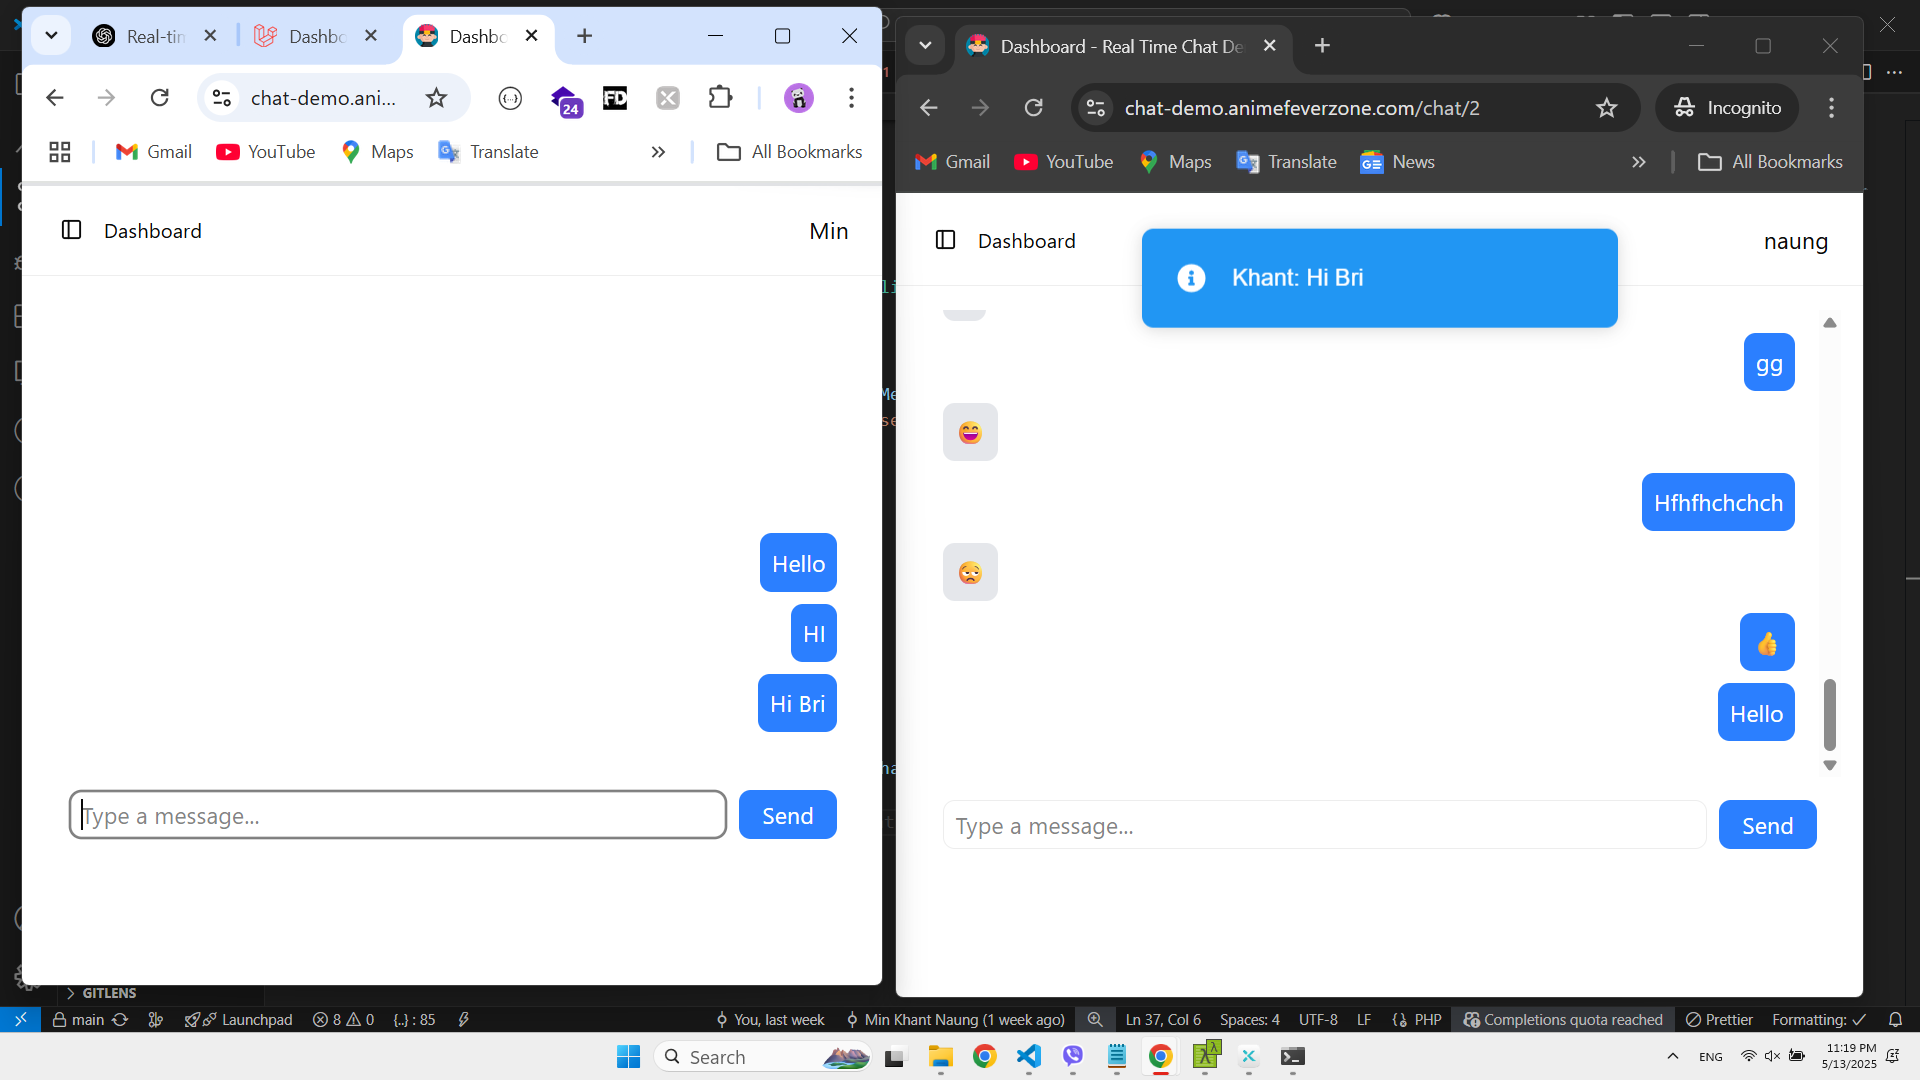 Real-tin
Dashbo
Dashbo
chat-demo.ani...
24
FD
Gmail
YouTube
Maps
Translate
All Bookmarks
Dashboard
Min
Hello
HI
Hi Bri
Type a message...
Send
Dashboard - Real Time Chat De
chat-demo.animefeverzone.com/chat/2
Incognito
Gmail
YouTube
Maps
Translate
News
All Bookmarks
Dashboard
naung
Khant: Hi Bri
gg
Hfhfhchchch
Hello
Type a message...
Send
GITLENS
main
Launchpad
8
0
{..} : 85
You, last week
Min Khant Naung (1 week ago)
Ln 37, Col 6
Spaces: 4
UTF-8
LF
PHP
Completions quota reached
Prettier
Formatting:
Search
ENG
11:19 PM
5/13/2025